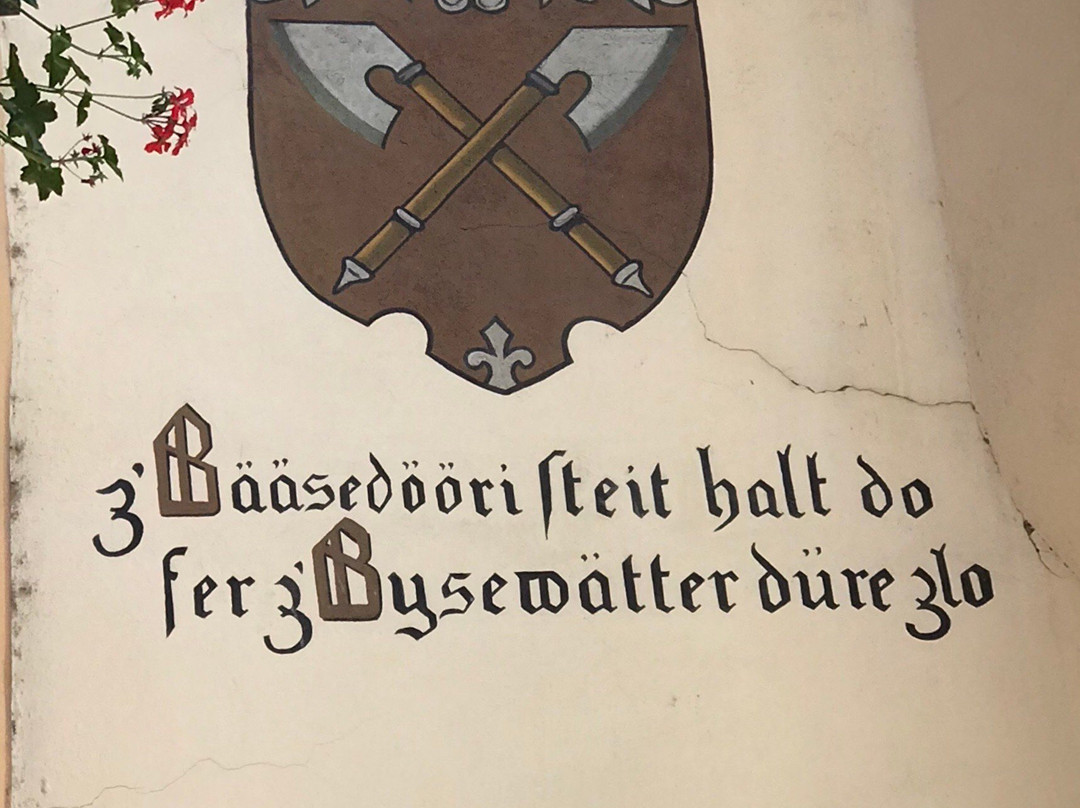 z'Bääsedööri ſteit halt do
fer z'Bysewätter düre zlo